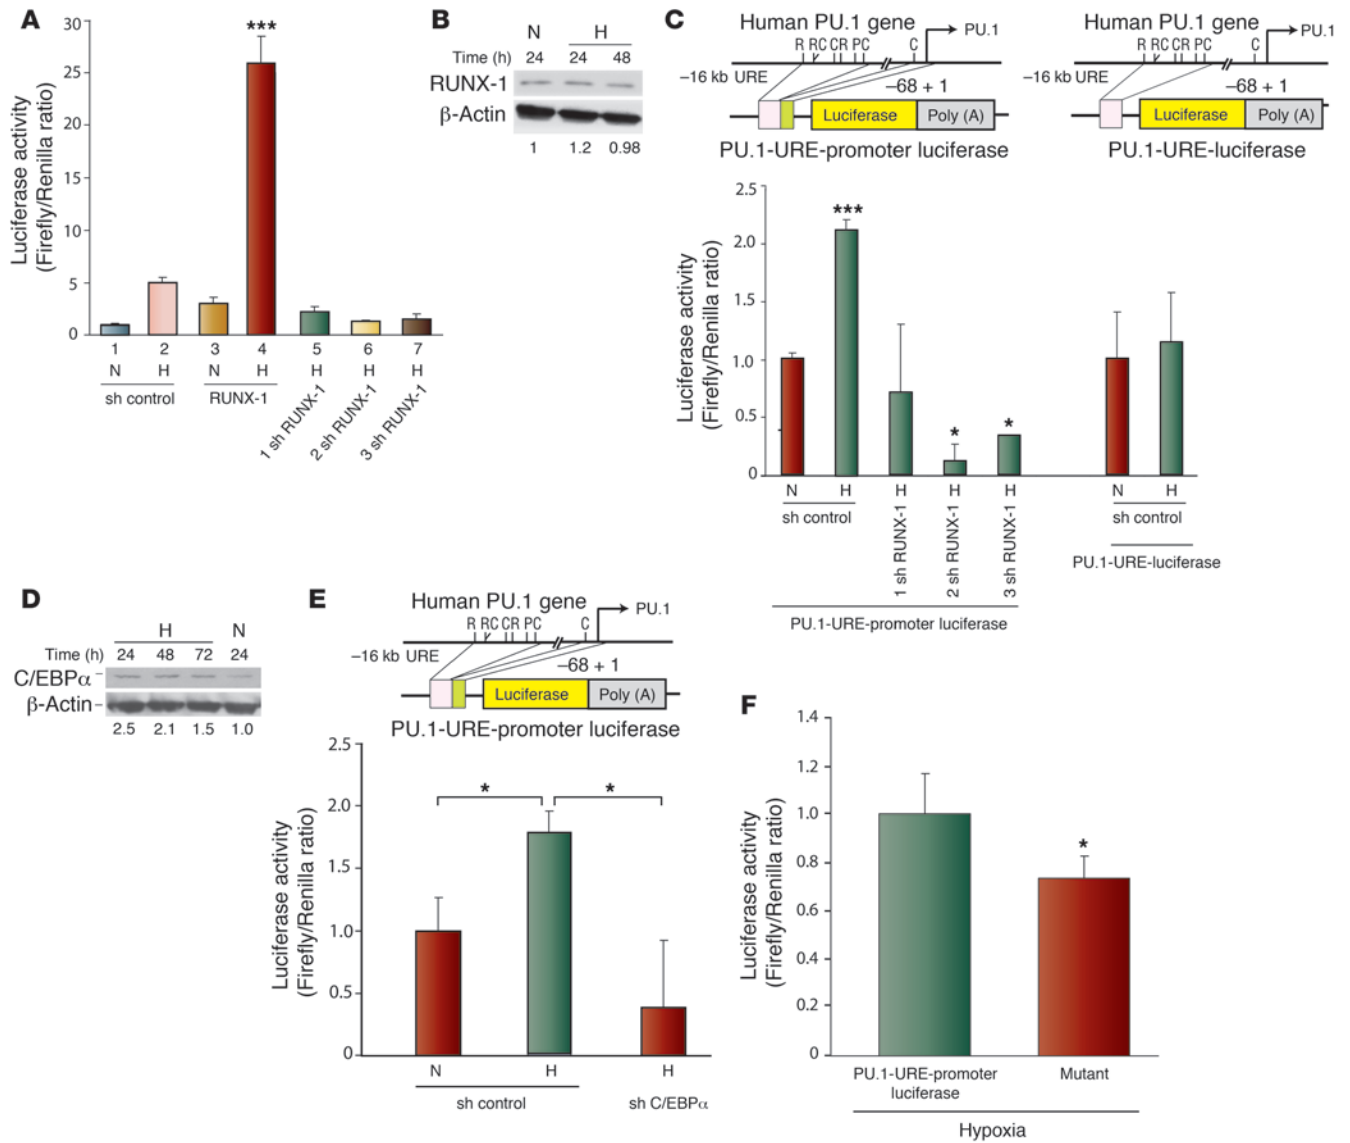 A
Luciferase activity
(Firefly/Renilla ratio)
30
25
20
15
10
5
0
***
1 2 3 4 5 6 7
N H N H H H H
sh control RUNX-1
1 sh RUNX-1
2 sh RUNX-1
3 sh RUNX-1
B
N H
Time (h) 24 24 48
RUNX-1
β-Actin
1 1.2 0.98
C
Human PU.1 gene
PU.1
R RC CR PC C
–16 kb URE
–68 + 1
Luciferase Poly (A)
PU.1-URE-promoter luciferase
Human PU.1 gene
PU.1
R RC CR PC C
–16 kb URE
–68 + 1
Luciferase Poly (A)
PU.1-URE-luciferase
Luciferase activity
(Firefly/Renilla ratio)
2.5
2.0
1.5
1.0
0.5
0
***
*
*
N H H H H N H
sh control
1 sh RUNX-1
2 sh RUNX-1
3 sh RUNX-1
sh control
PU.1-URE-promoter luciferase
PU.1-URE-luciferase
D
H N
Time (h) 24 48 72 24
C/EBPα
β-Actin
2.5 2.1 1.5 1.0
E
Human PU.1 gene
PU.1
R RC CR PC C
–16 kb URE
–68 + 1
Luciferase Poly (A)
PU.1-URE-promoter luciferase
Luciferase activity
(Firefly/Renilla ratio)
2.5
2.0
1.5
1.0
0.5
0
*
*
N H H
sh control sh C/EBPα
F
Luciferase activity
(Firefly/Renilla ratio)
1.4
1.2
1.0
0.8
0.6
0.4
0.2
0
*
PU.1-URE-promoter
luciferase
Mutant
Hypoxia